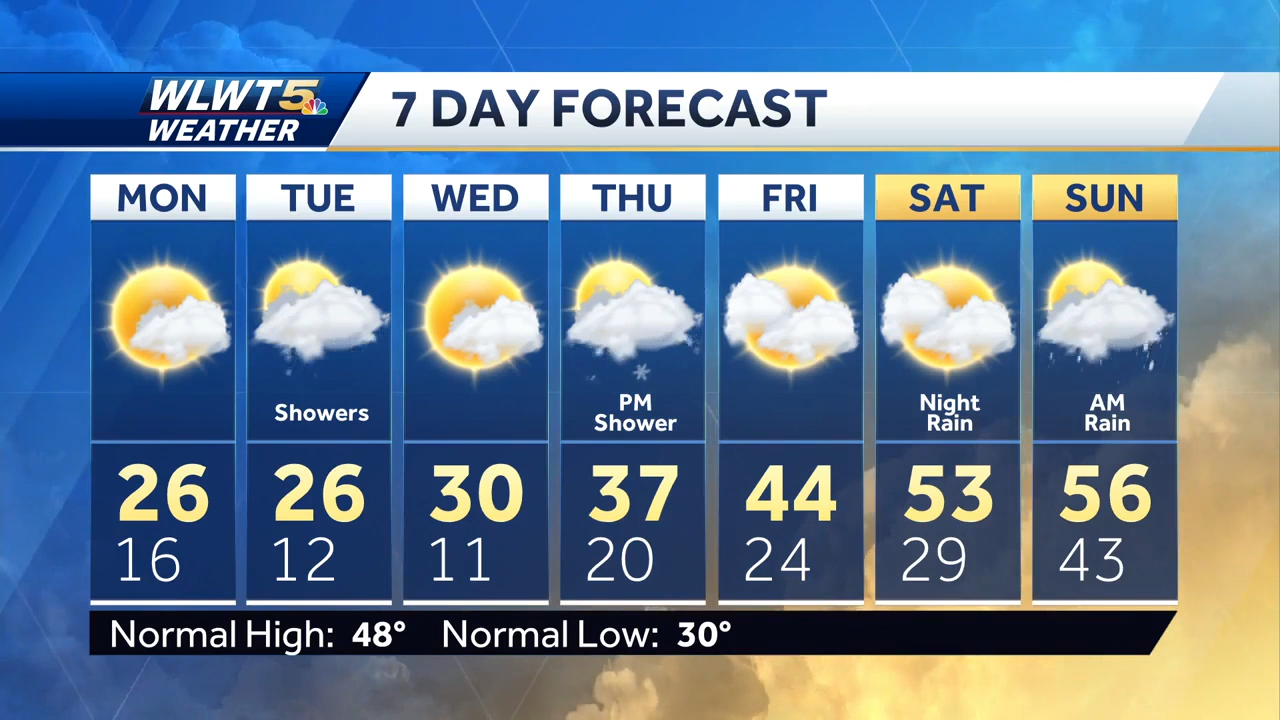 WLWT5
WEATHER
7 DAY FORECAST
MON TUE WED THU FRI SAT SUN
Showers
PM
Shower
Night
Rain
AM
Rain
26 26 30 37 44 53 56
16 12 11 20 24 29 43
Normal High: 48° Normal Low: 30°